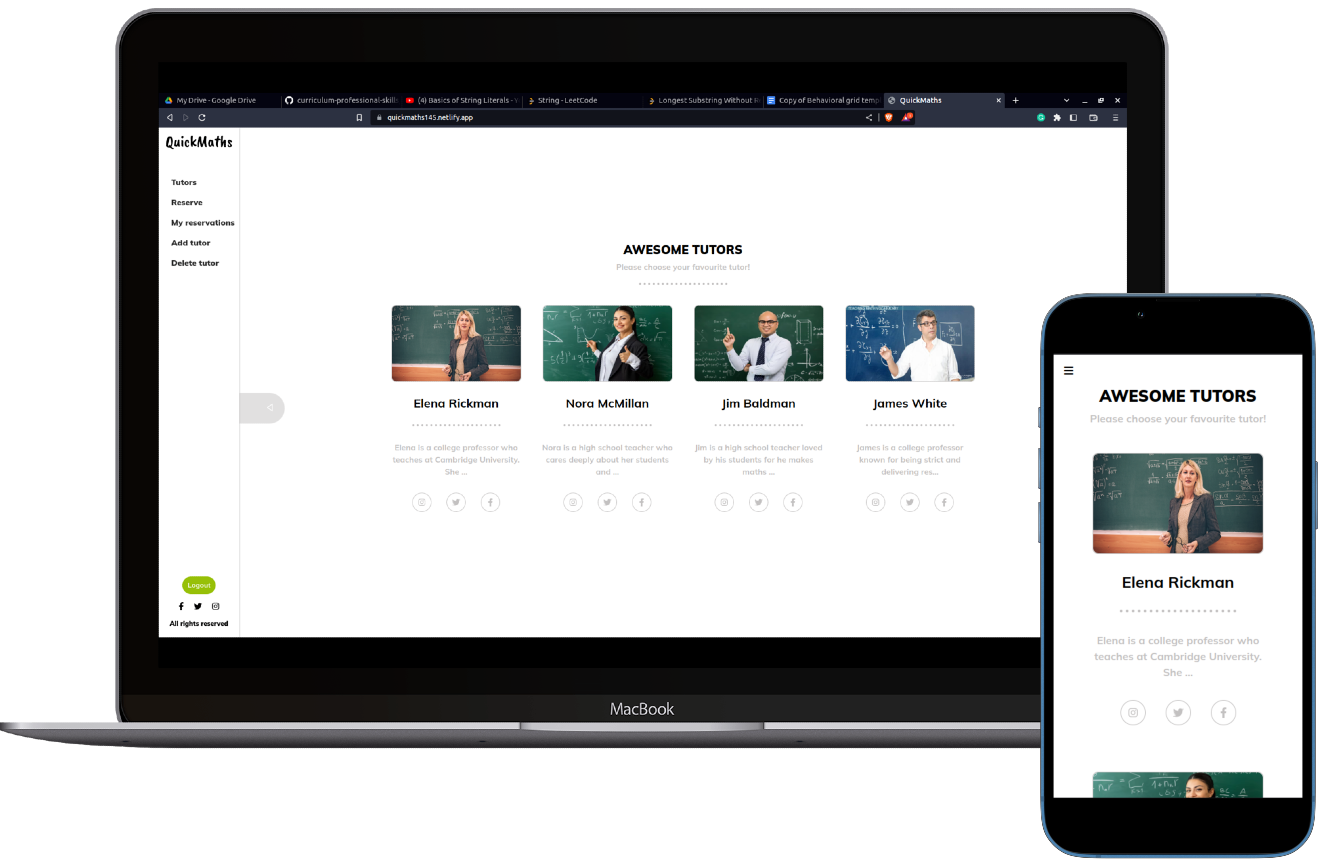 My Drive - Google Drive
curriculum-professional-skills
(4) Basics of String Literals - Y
String - LeetCode
Longest Substring Without
Copy of Behavioral grid temp
QuickMaths
quickmaths145.netlify.app
QuickMaths
Tutors
Reserve
My reservations
Add tutor
Delete tutor
Logout
All rights reserved
AWESOME TUTORS
Please choose your favourite tutor!
Elena Rickman
Elena is a college professor who
teaches at Cambridge University.
She ...
Nora McMillan
Nora is a high school teacher who
cares deeply about her students
and ...
Jim Baldman
Jim is a high school teacher loved
by his students for he makes
maths ...
James White
James is a college professor
known for being strict and
delivering res...
MacBook
AWESOME TUTORS
Please choose your favourite tutor!
Elena Rickman
Elena is a college professor who
teaches at Cambridge University.
She ...